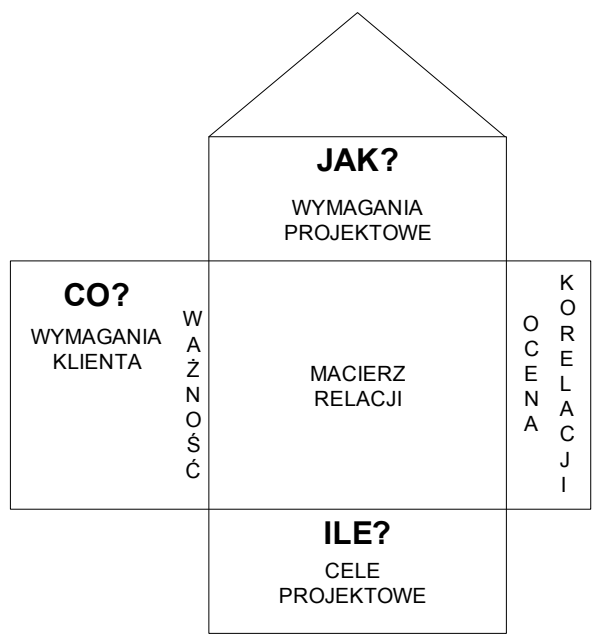 JAK?
WYMAGANIA
PROJEKTOWE
CO?
WYMAGANIA
KLIENTA
WAŻNOŚĆ
MACIERZ
RELACJI
OCENA
KORELACJI
ILE?
CELE
PROJEKTOWE